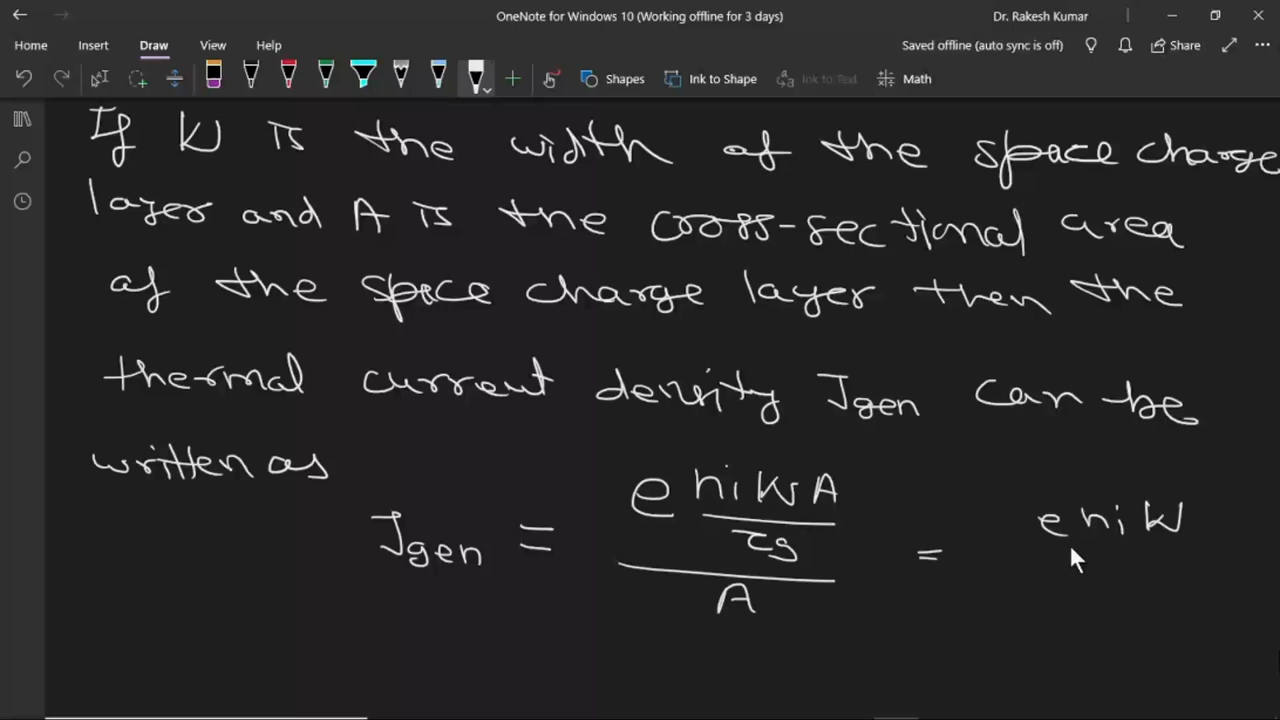 OneNote for Windows 10 (Working offline for 3 days)
Dr. Rakesh Kumar
Home Insert Draw View Help
Saved offline (auto sync is off) Share
Shapes Ink to Shape Ink to Text Math
If W is the width of the space charge
layer and A is the cross-sectional area
of the space charge layer then the
thermal current density Jgen can be
written as
Jgen = (e ni W A / τg) / A = e ni W